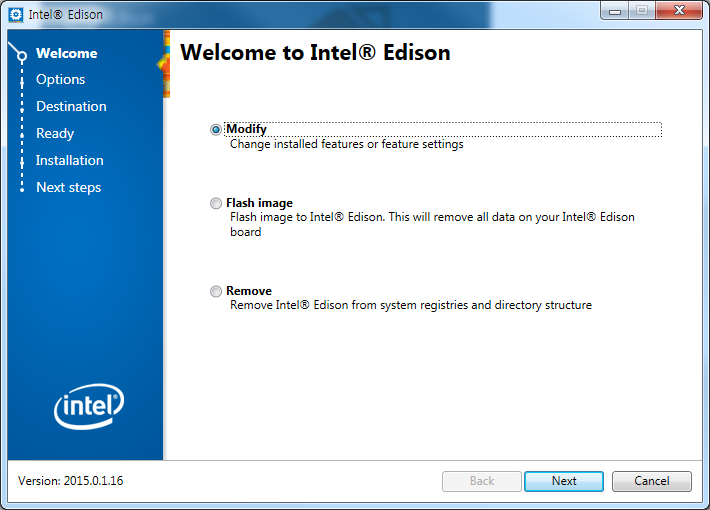 Intel® Edison
Welcome
Options
Destination
Ready
Installation
Next steps
intel
Welcome to Intel® Edison
Modify
Change installed features or feature settings
Flash image
Flash image to Intel® Edison. This will remove all data on your Intel® Edison
board
Remove
Remove Intel® Edison from system registries and directory structure
Version: 2015.0.1.16
Back
Next
Cancel